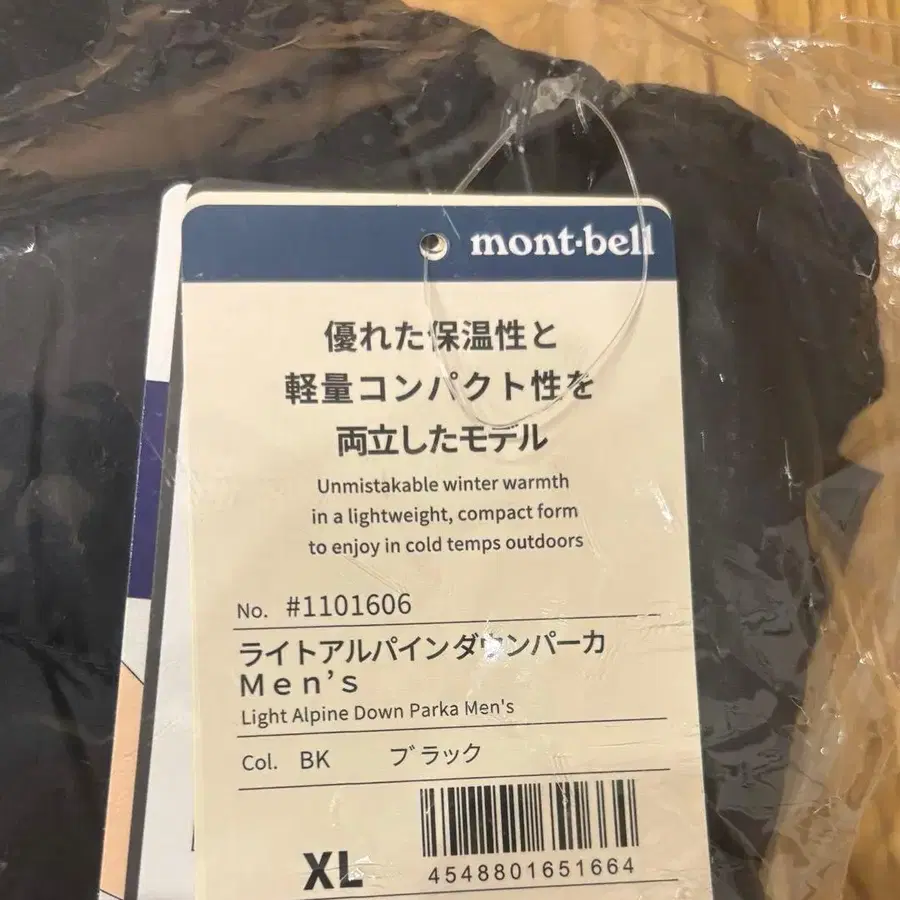 mont·bell
優れた保温性と
軽量コンパクト性を
両立したモデル
Unmistakable winter warmth
in a lightweight, compact form
to enjoy in cold temps outdoors
No. #1101606
ライトアルパインダウンパーカ
Men's
Light Alpine Down Parka Men's
Col. BK ブラック
XL
4548801651664